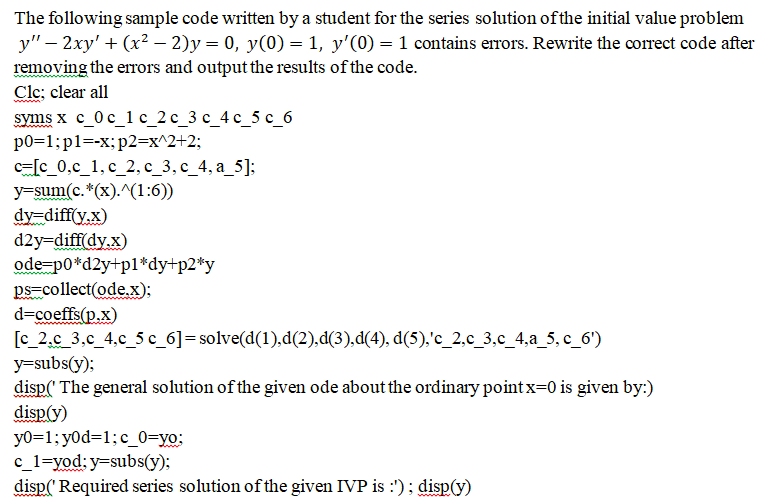 The following sample code written by a student for the series solution of the initial value problem
y'' − 2xy' + (x² − 2)y = 0, y(0) = 1, y'(0) = 1 contains errors. Rewrite the correct code after
removing the errors and output the results of the code.
Clc; clear all
syms x c_0 c_1 c_2 c_3 c_4 c_5 c_6
p0=1; p1=-x; p2=x^2+2;
c=[c_0,c_1, c_2, c_3, c_4, a_5];
y=sum(c.*(x).^(1:6))
dy=diff(y,x)
d2y=diff(dy,x)
ode=p0*d2y+p1*dy+p2*y
ps=collect(ode,x);
d=coeffs(p,x)
[c_2,c_3,c_4,c_5 c_6]= solve(d(1),d(2),d(3),d(4), d(5),'c_2,c_3,c_4,a_5, c_6')
y=subs(y);
disp(' The general solution of the given ode about the ordinary point x=0 is given by:)
disp(y)
y0=1; y0d=1; c_0=yo;
c_1=yod; y=subs(y);
disp(' Required series solution of the given IVP is :') ; disp(y)